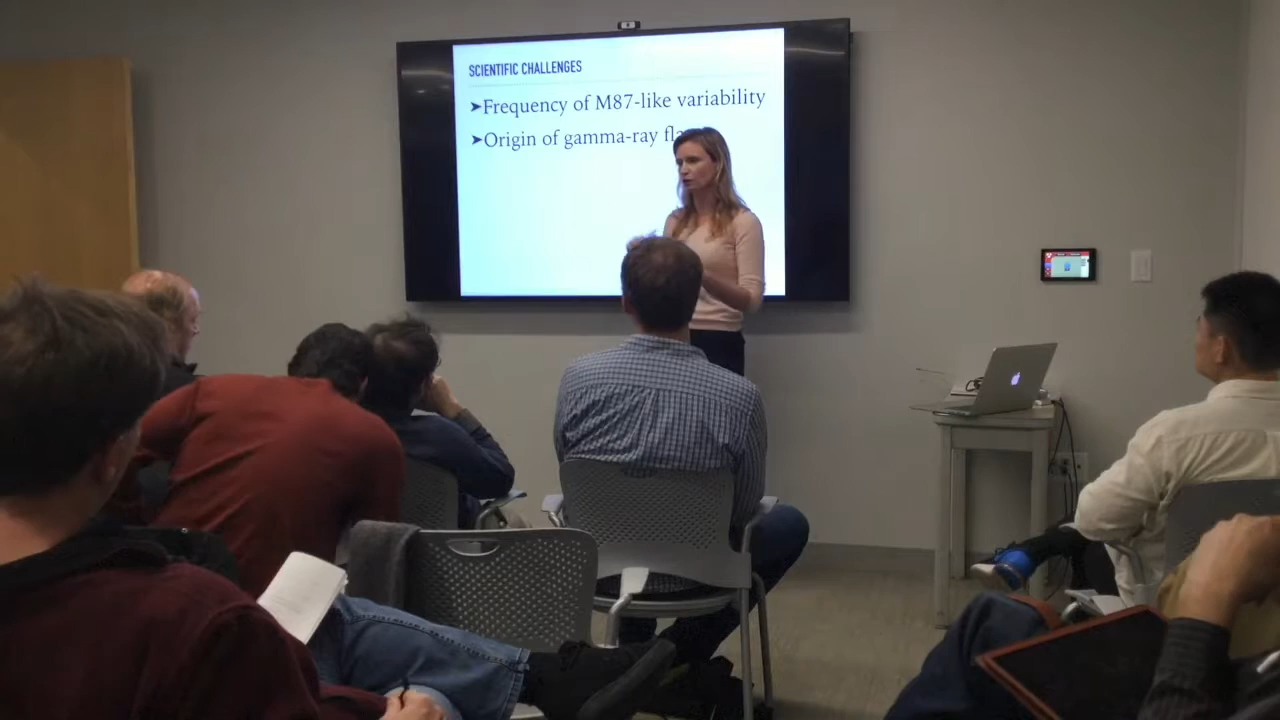 SCIENTIFIC CHALLENGES
➤Frequency of M87-like variability
➤Origin of gamma-ray